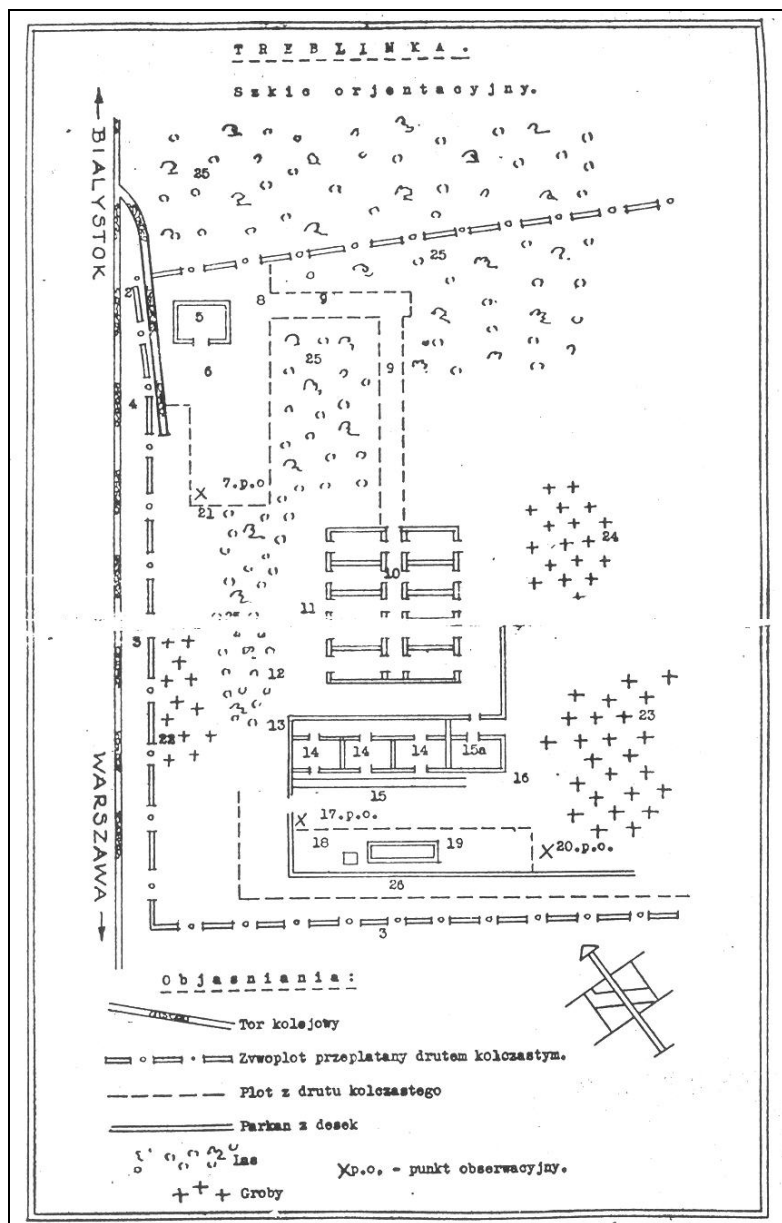 TREBLINKA.
Szkic orjentacyjny.
BIALYSTOK
25
25
2
8
9
5
25
9
6
4
7.p.o
21
24
10
11
25
3
12
13
23
22
14 14 14 15a
16
15
17.p.o.
18
19
20.p.o.
26
WARSZAWA
3
Objasniania:
Tor kolejowy
Zywoplot przeplatany drutem kolczastym.
Plot z drutu kolczastego
Parkan z desek
Las
Xp.o. - punkt obserwacyjny.
Groby